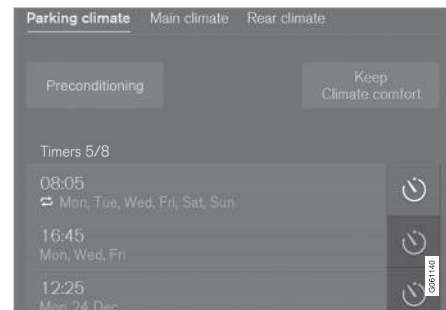 Parking climate Main climate Rear climate
Preconditioning
Keep
Climate comfort
Timers 5/8
08:05
Mon, Tue, Wed, Fri, Sat, Sun
16:45
Mon, Wed, Fri
12:25
Mon 24 Dec
G061140